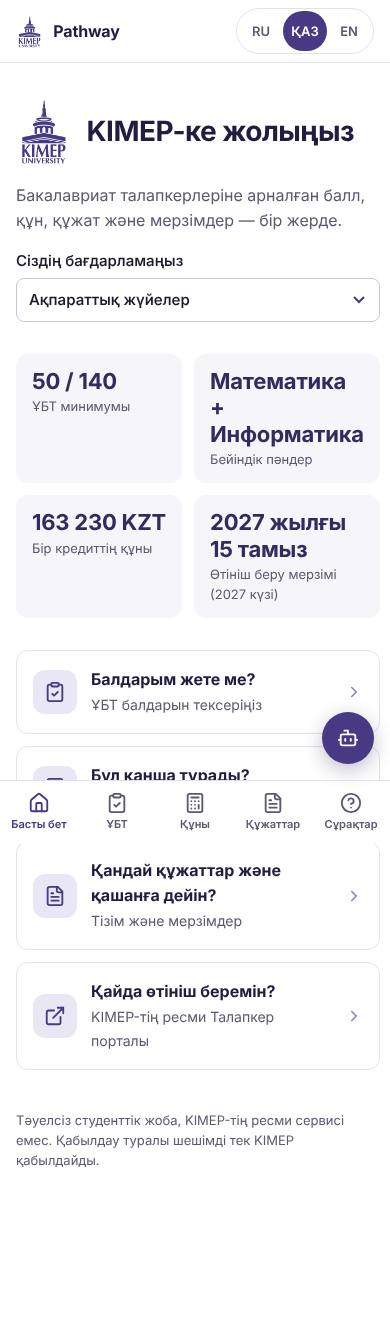 KIMEP
Pathway
RU ҚАЗ EN
KIMEP
UNIVERSITY
KIMEP-ке жолыңыз
Бакалавриат талапкерлеріне арналған балл,
құн, құжат және мерзімдер — бір жерде.
Сіздің бағдарламаңыз
Ақпараттық жүйелер
50 / 140
ҰБТ минимумы
Математика
+
Информатика
Бейіндік пәндер
163 230 KZT
Бір кредиттің құны
2027 жылғы
15 тамыз
Өтініш беру мерзімі
(2027 күзі)
Балдарым жете ме?
ҰБТ балдарын тексеріңіз
Бұл қанша тұрады?
Басты бет
ҰБТ
Құны
Құжаттар
Сұрақтар
Қандай құжаттар және
қашанға дейін?
Тізім және мерзімдер
Қайда өтініш беремін?
KIMEP-тің ресми Талапкер
порталы
Тәуелсіз студенттік жоба, KIMEP-тің ресми сервисі
емес. Қабылдау туралы шешімді тек KIMEP
қабылдайды.